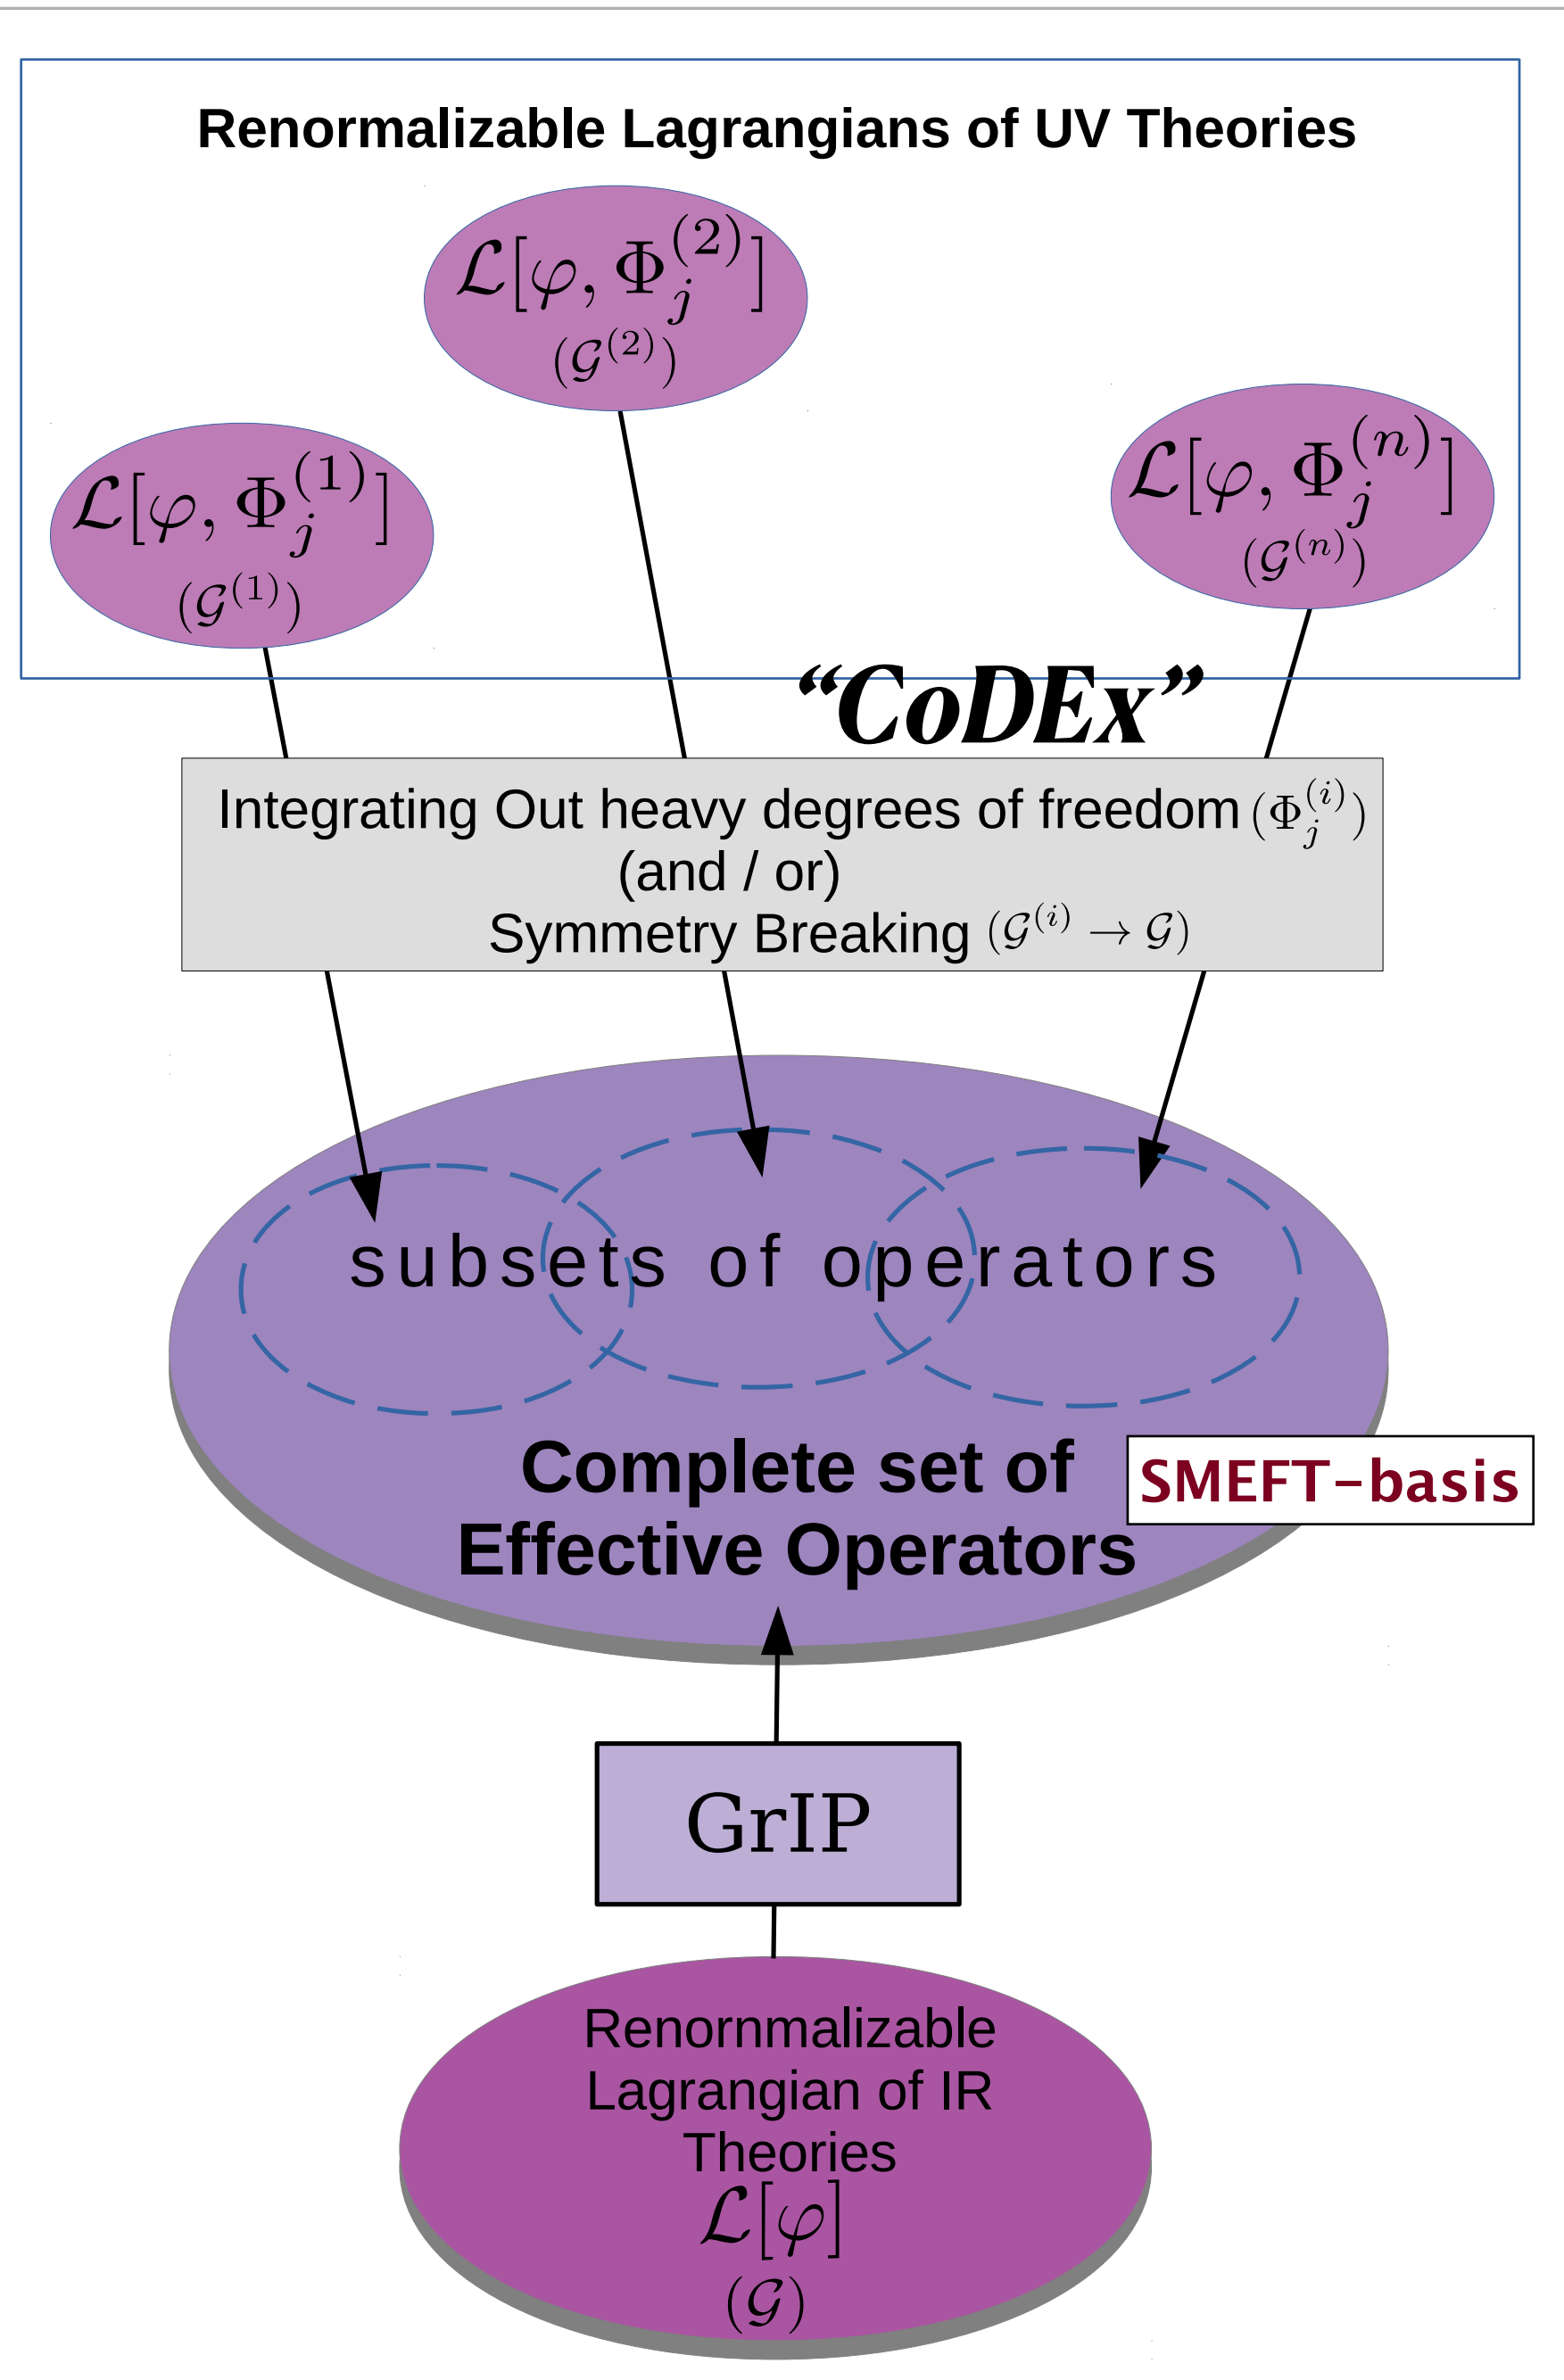 Renormalizable Lagrangians of UV Theories
ℒ[φ, Φ_j^(2)]
(𝒢^(2))
ℒ[φ, Φ_j^(n)]
(𝒢^(n))
ℒ[φ, Φ_j^(1)]
(𝒢^(1))
“CoDEx”
Integrating Out heavy degrees of freedom (Φ_j^(i))
(and / or)
Symmetry Breaking (𝒢^(i) → 𝒢)
subsets of operators
Complete set of
Effective Operators
SMEFT-basis
GrIP
Renornmalizable
Lagrangian of IR
Theories
ℒ[φ]
(𝒢)